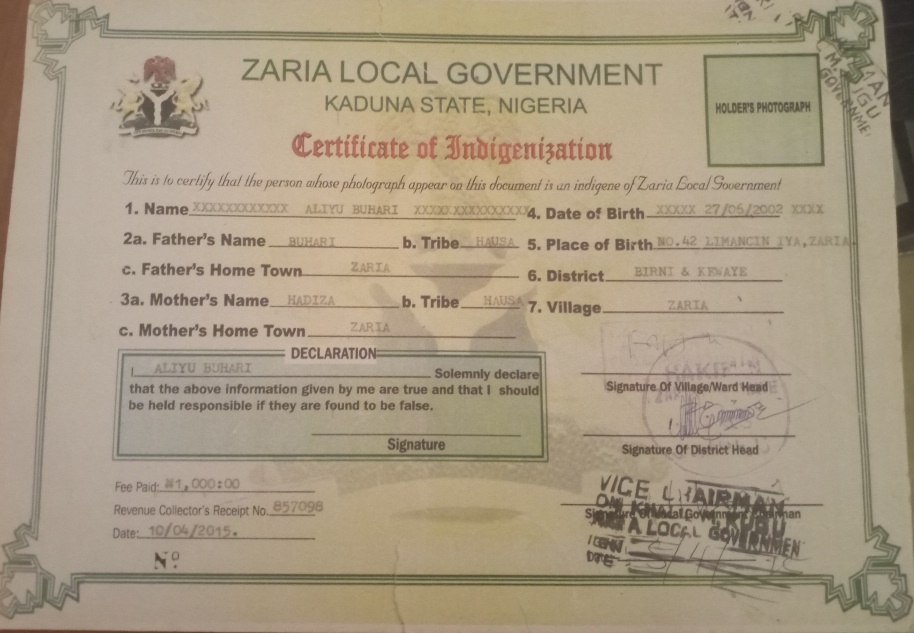 ZARIA LOCAL GOVERNMENT
KADUNA STATE, NIGERIA
HOLDER'S PHOTOGRAPH
Certificate of Indigenization
This is to certify that the person whose photograph appear on this document is an indigene of Zaria Local Government
1. Name XXXXXXXXXXXX ALIYU BUHARI XXXXXXXXXXXXXXX 4. Date of Birth XXXXX 27/05/2002 XXXX
2a. Father's Name BUHARI b. Tribe HAUSA 5. Place of Birth NO.42 LIMANCIN IYA,ZARIA.
c. Father's Home Town ZARIA 6. District BIRNI & KEWAYE
3a. Mother's Name HADIZA b. Tribe HAUSA 7. Village ZARIA
c. Mother's Home Town ZARIA
DECLARATION
I ALIYU BUHARI Solemnly declare
that the above information given by me are true and that I should
be held responsible if they are found to be false.
Signature
Signature Of Village/Ward Head
Signature Of District Head
Fee Paid: ₦1,000:00
Revenue Collector's Receipt No. 857098
Date: 10/04/2015.
Nº
VICE CHAIRMAN
LOCAL GOVERNMEN